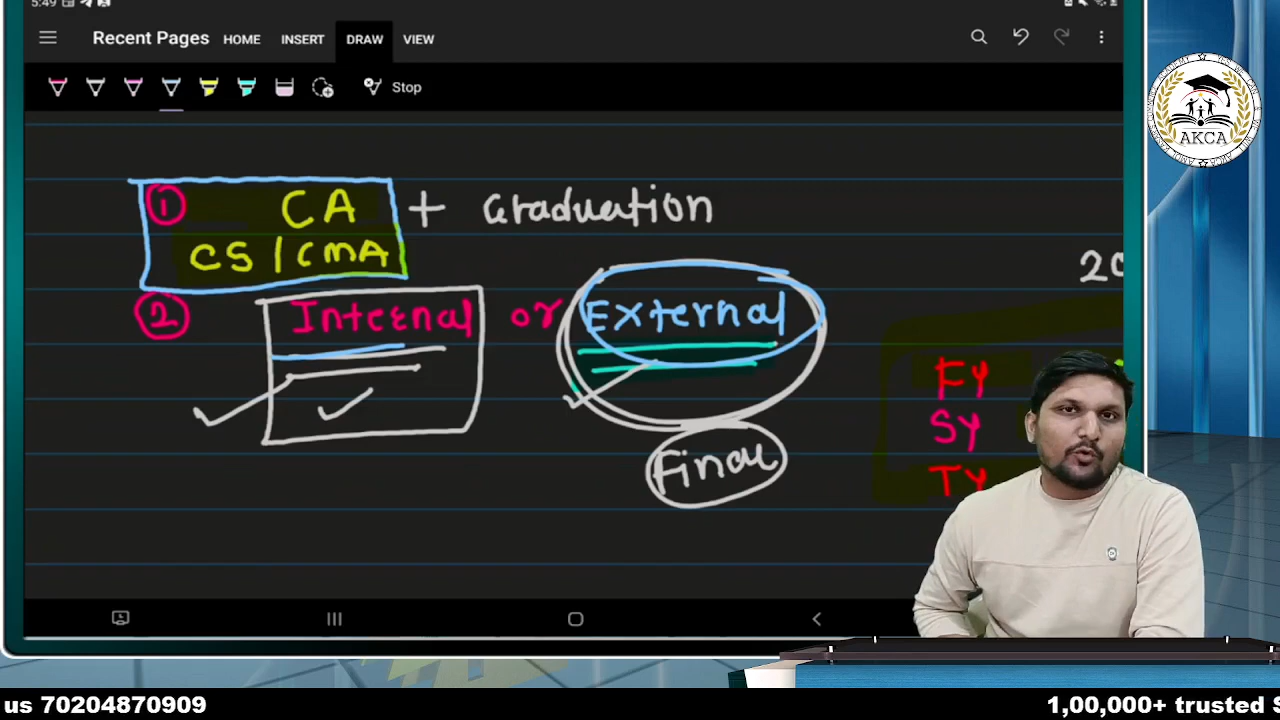 5:49
Recent Pages HOME INSERT DRAW VIEW
Stop
AKCA
① CA + Graduation
CS / CMA
20
② Internal or External
FY
SY
Final
TY
us 70204870909
1,00,000+ trusted S